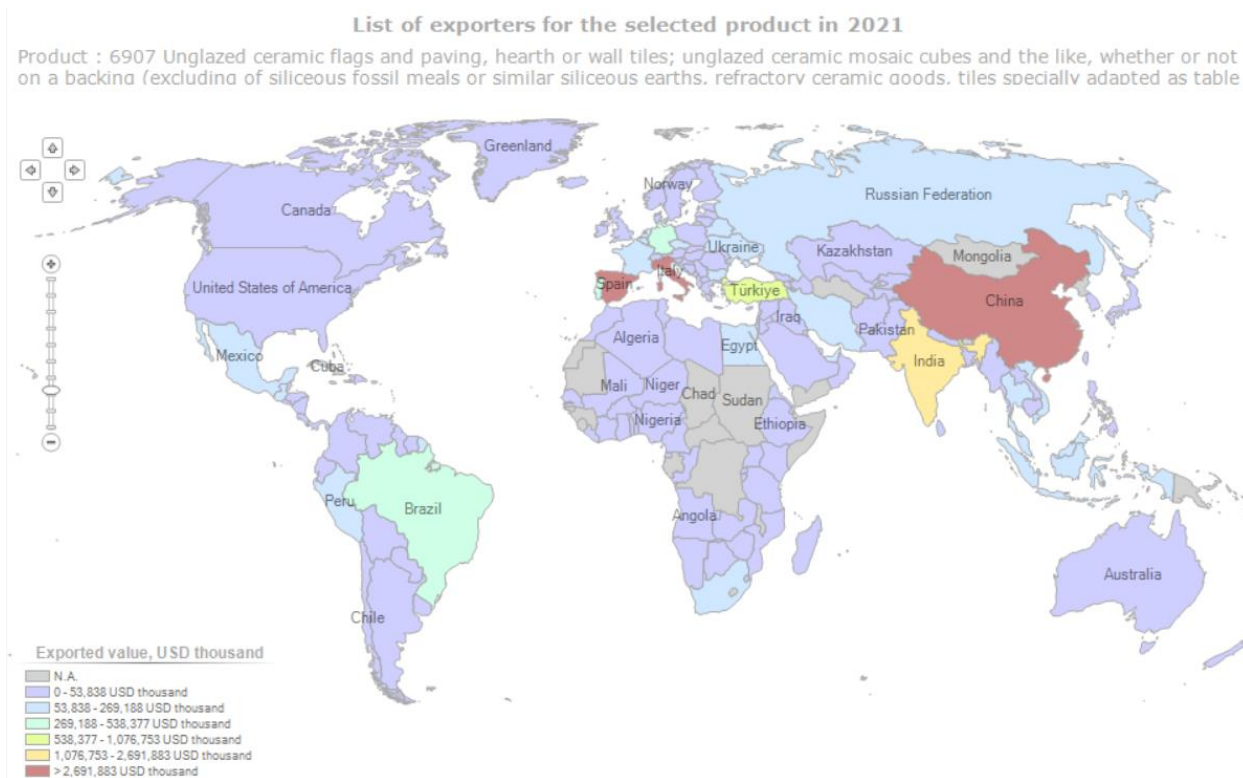 List of exporters for the selected product in 2021
Product : 6907 Unglazed ceramic flags and paving, hearth or wall tiles; unglazed ceramic mosaic cubes and the like, whether or not
on a backing (excluding of siliceous fossil meals or similar siliceous earths, refractory ceramic goods, tiles specially adapted as table
Greenland
Norway
Russian Federation
Canada
Ukraine
Kazakhstan
Mongolia
Italy
Spain
Türkiye
United States of America
China
Iraq
Algeria
Pakistan
Egypt
Mexico
Cuba
India
Mali
Niger
Chad
Sudan
Nigeria
Ethiopia
Peru
Brazil
Angola
Australia
Chile
Exported value, USD thousand
N.A.
0 - 53,838 USD thousand
53,838 - 269,188 USD thousand
269,188 - 538,377 USD thousand
538,377 - 1,076,753 USD thousand
1,076,753 - 2,691,883 USD thousand
> 2,691,883 USD thousand